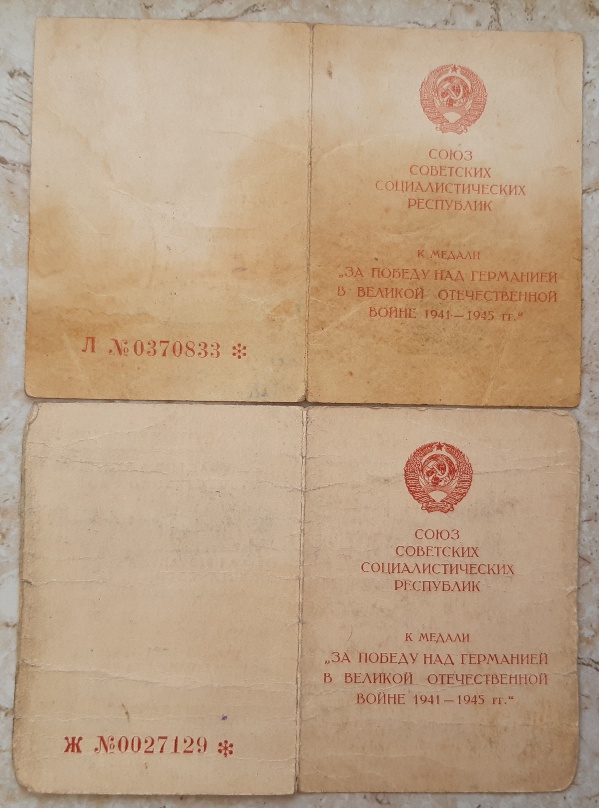 СОЮЗ
СОВЕТСКИХ
СОЦИАЛИСТИЧЕСКИХ
РЕСПУБЛИК
К МЕДАЛИ
„ЗА ПОБЕДУ НАД ГЕРМАНИЕЙ
В ВЕЛИКОЙ ОТЕЧЕСТВЕННОЙ
ВОЙНЕ 1941—1945 гг.“
Л №0370833 *
СОЮЗ
СОВЕТСКИХ
СОЦИАЛИСТИЧЕСКИХ
РЕСПУБЛИК
К МЕДАЛИ
„ЗА ПОБЕДУ НАД ГЕРМАНИЕЙ
В ВЕЛИКОЙ ОТЕЧЕСТВЕННОЙ
ВОЙНЕ 1941—1945 гг.“
Ж №0027129 *